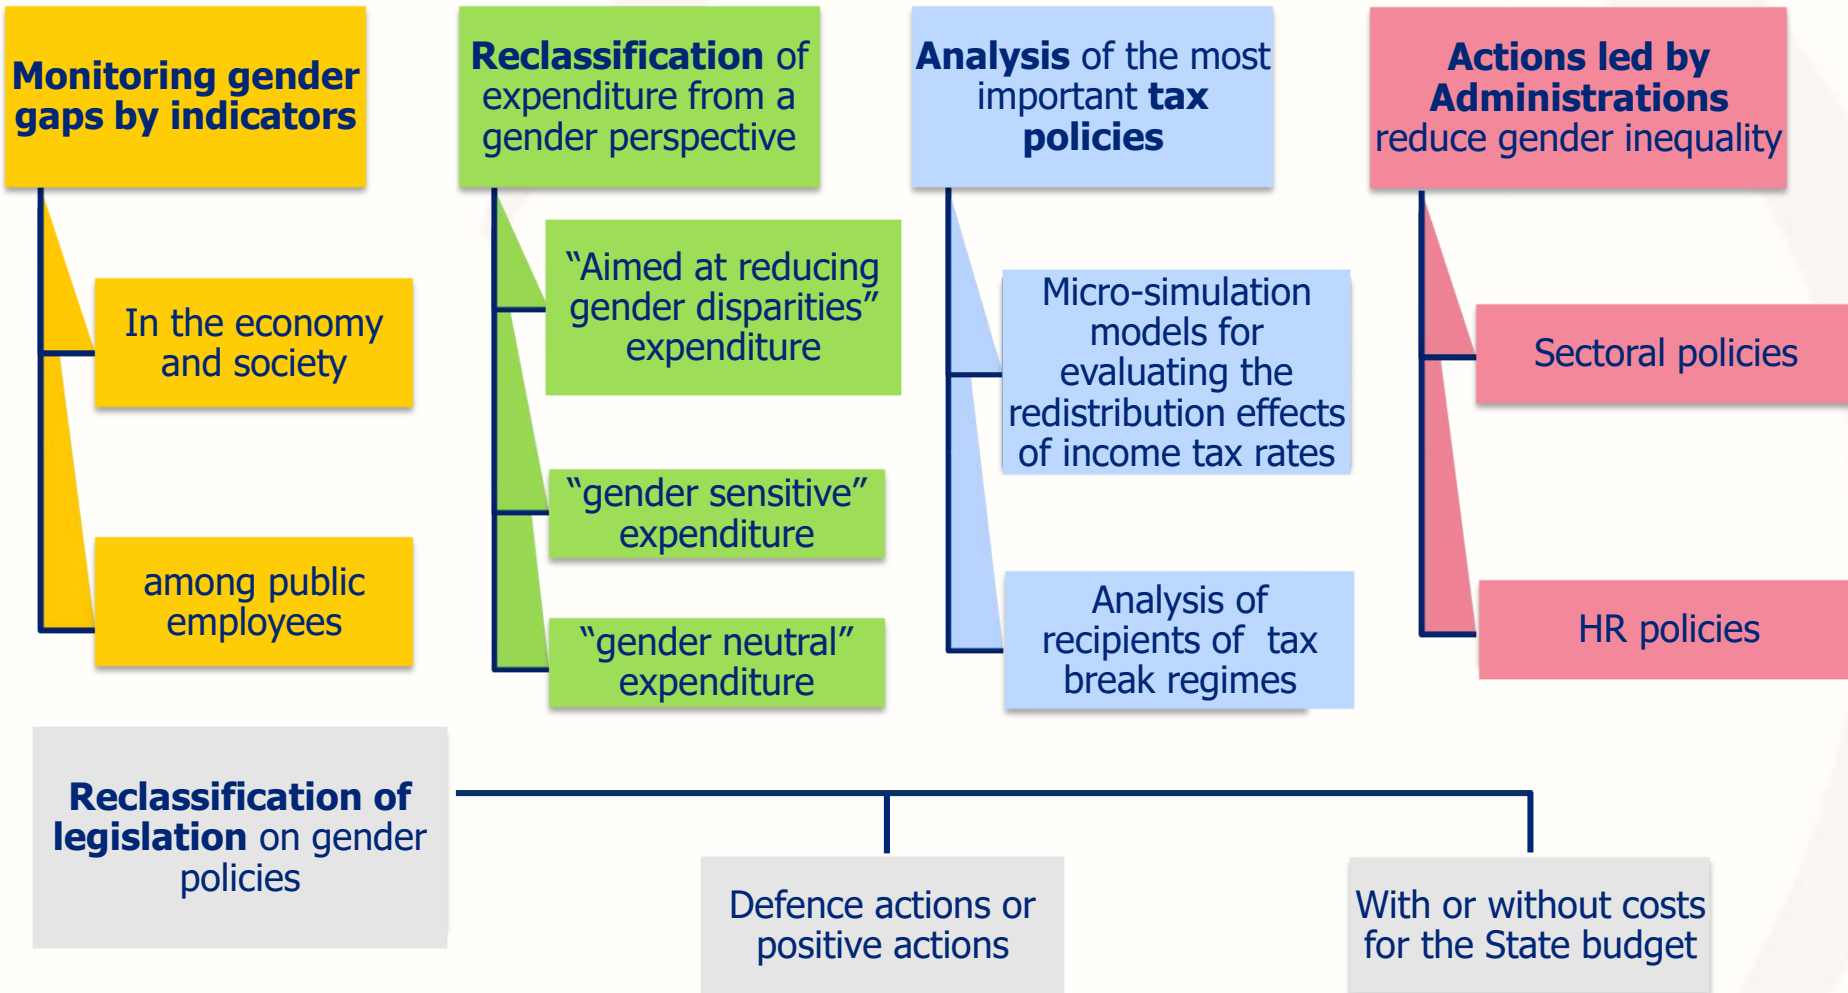 Monitoring gender
gaps by indicators
In the economy
and society
among public
employees
Reclassification of
expenditure from a
gender perspective
“Aimed at reducing
gender disparities”
expenditure
“gender sensitive”
expenditure
“gender neutral”
expenditure
Analysis of the most
important tax
policies
Micro-simulation
models for
evaluating the
redistribution effects
of income tax rates
Analysis of
recipients of  tax
break regimes
Actions led by
Administrations
reduce gender inequality
Sectoral policies
HR policies
Reclassification of
legislation on gender
policies
Defence actions or
positive actions
With or without costs
for the State budget